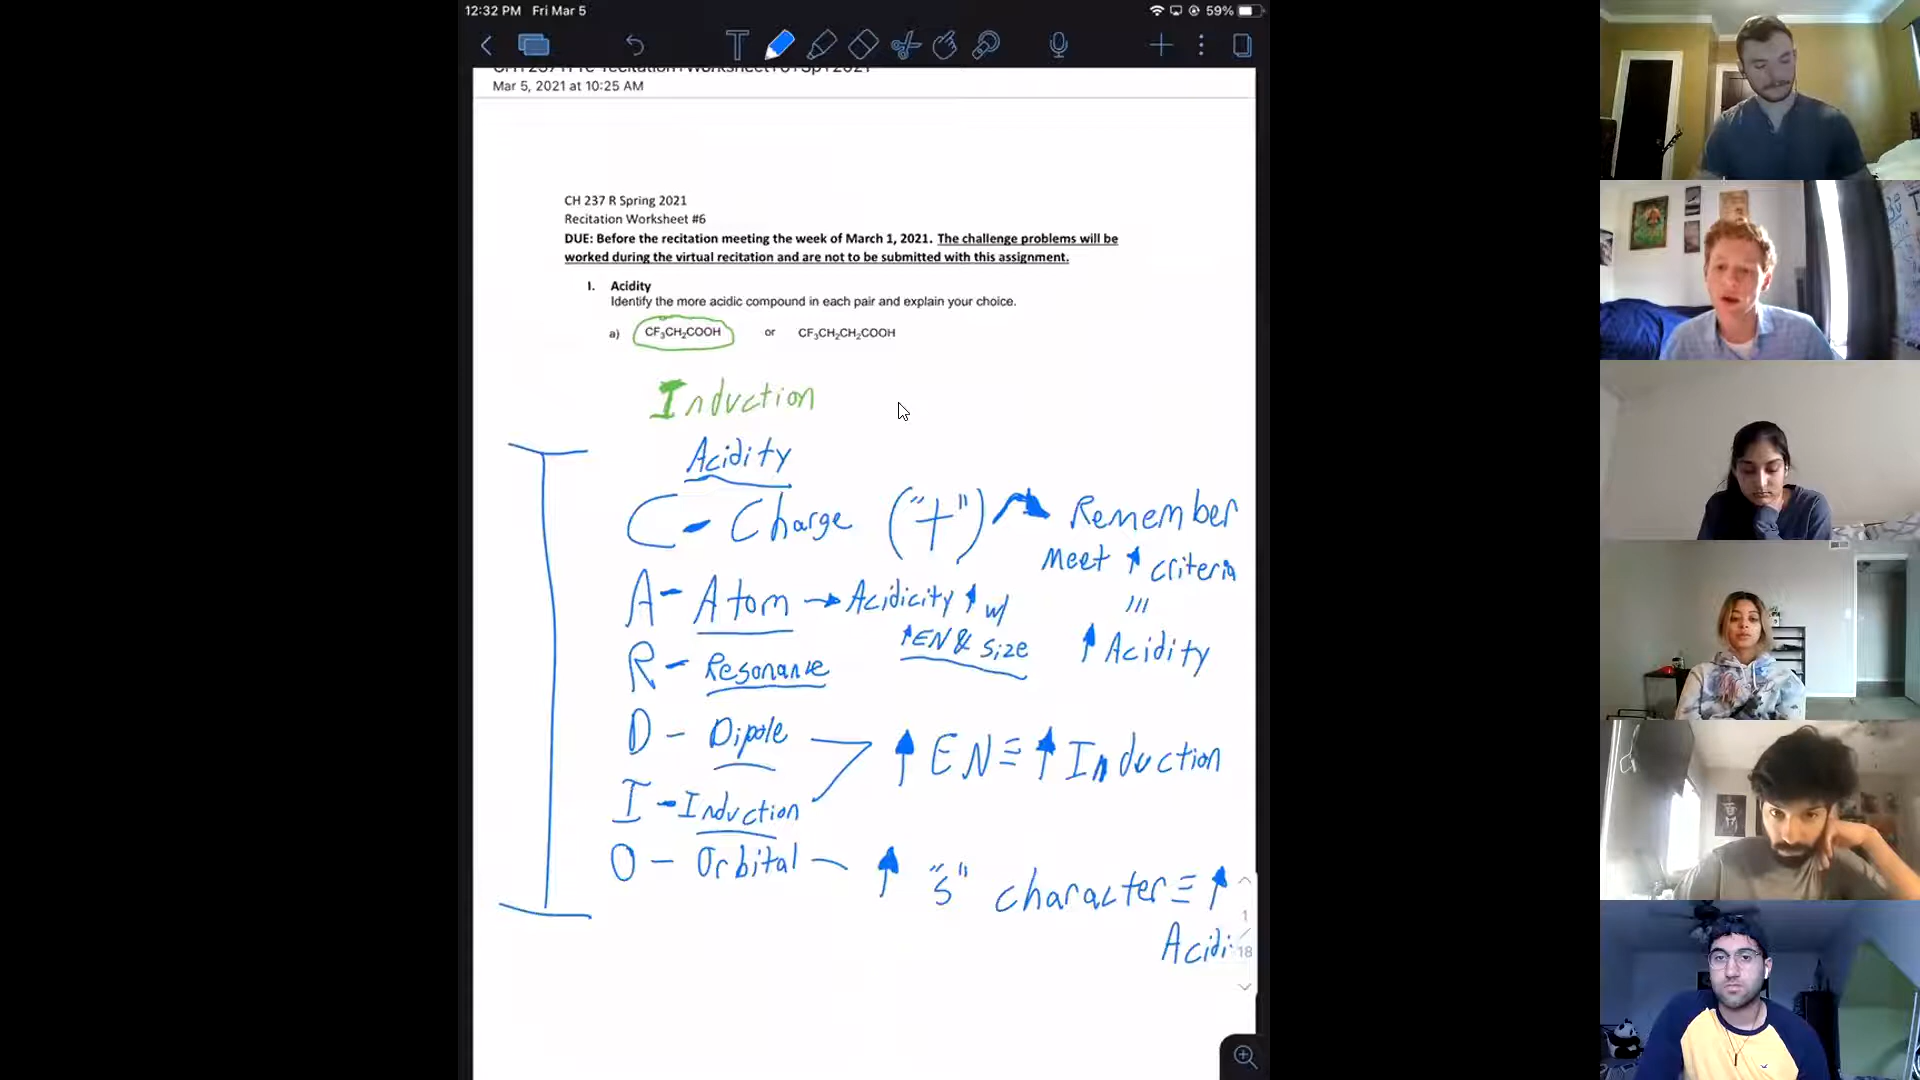 12:32 PM Fri Mar 5
59%
Mar 5, 2021 at 10:25 AM
CH 237 R Spring 2021
Recitation Worksheet #6
DUE: Before the recitation meeting the week of March 1, 2021. The challenge problems will be
worked during the virtual recitation and are not to be submitted with this assignment.
I. Acidity
Identify the more acidic compound in each pair and explain your choice.
a) CF₃CH₂COOH or CF₃CH₂CH₂COOH
Induction
Acidity
C - Charge ("+") Remember
Meet ↑ criteria
A - Atom → Acidicity ↑ w/
↑EN & Size
↑ Acidity
R - Resonance
D - Dipole
↑ EN ≡ ↑ Induction
I - Induction
O - Orbital - ↑ "S" character ≡ ↑
Acidi
1
18